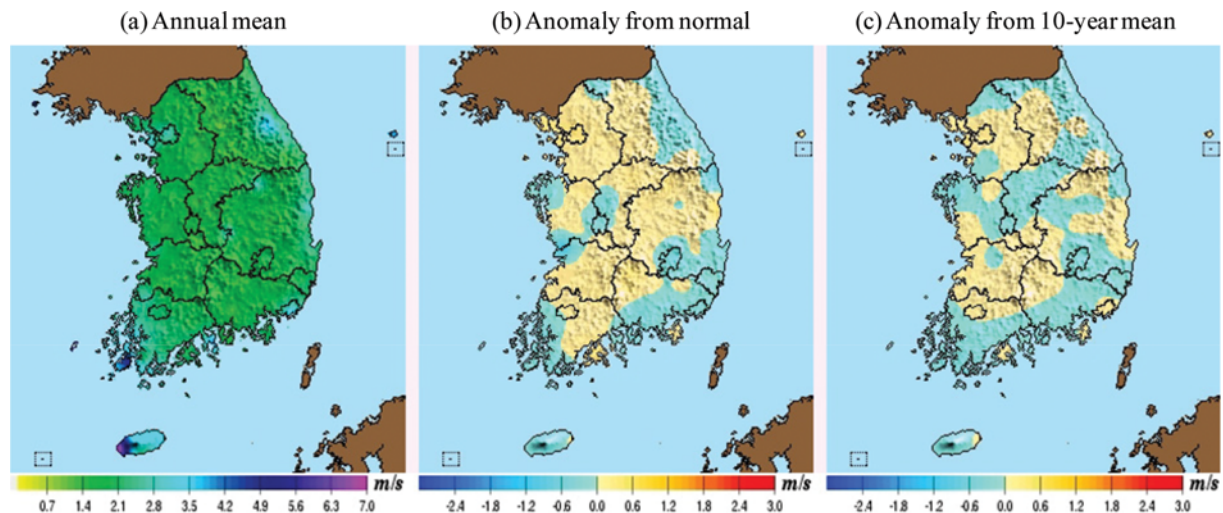 (a) Annual mean
(b) Anomaly from normal
(c) Anomaly from 10-year mean
m/s
0.7 1.4 2.1 2.8 3.5 4.2 4.9 5.6 6.3 7.0
m/s
-2.4 -1.8 -1.2 -0.6 0.0 0.6 1.2 1.8 2.4 3.0
m/s
-2.4 -1.8 -1.2 -0.6 0.0 0.6 1.2 1.8 2.4 3.0